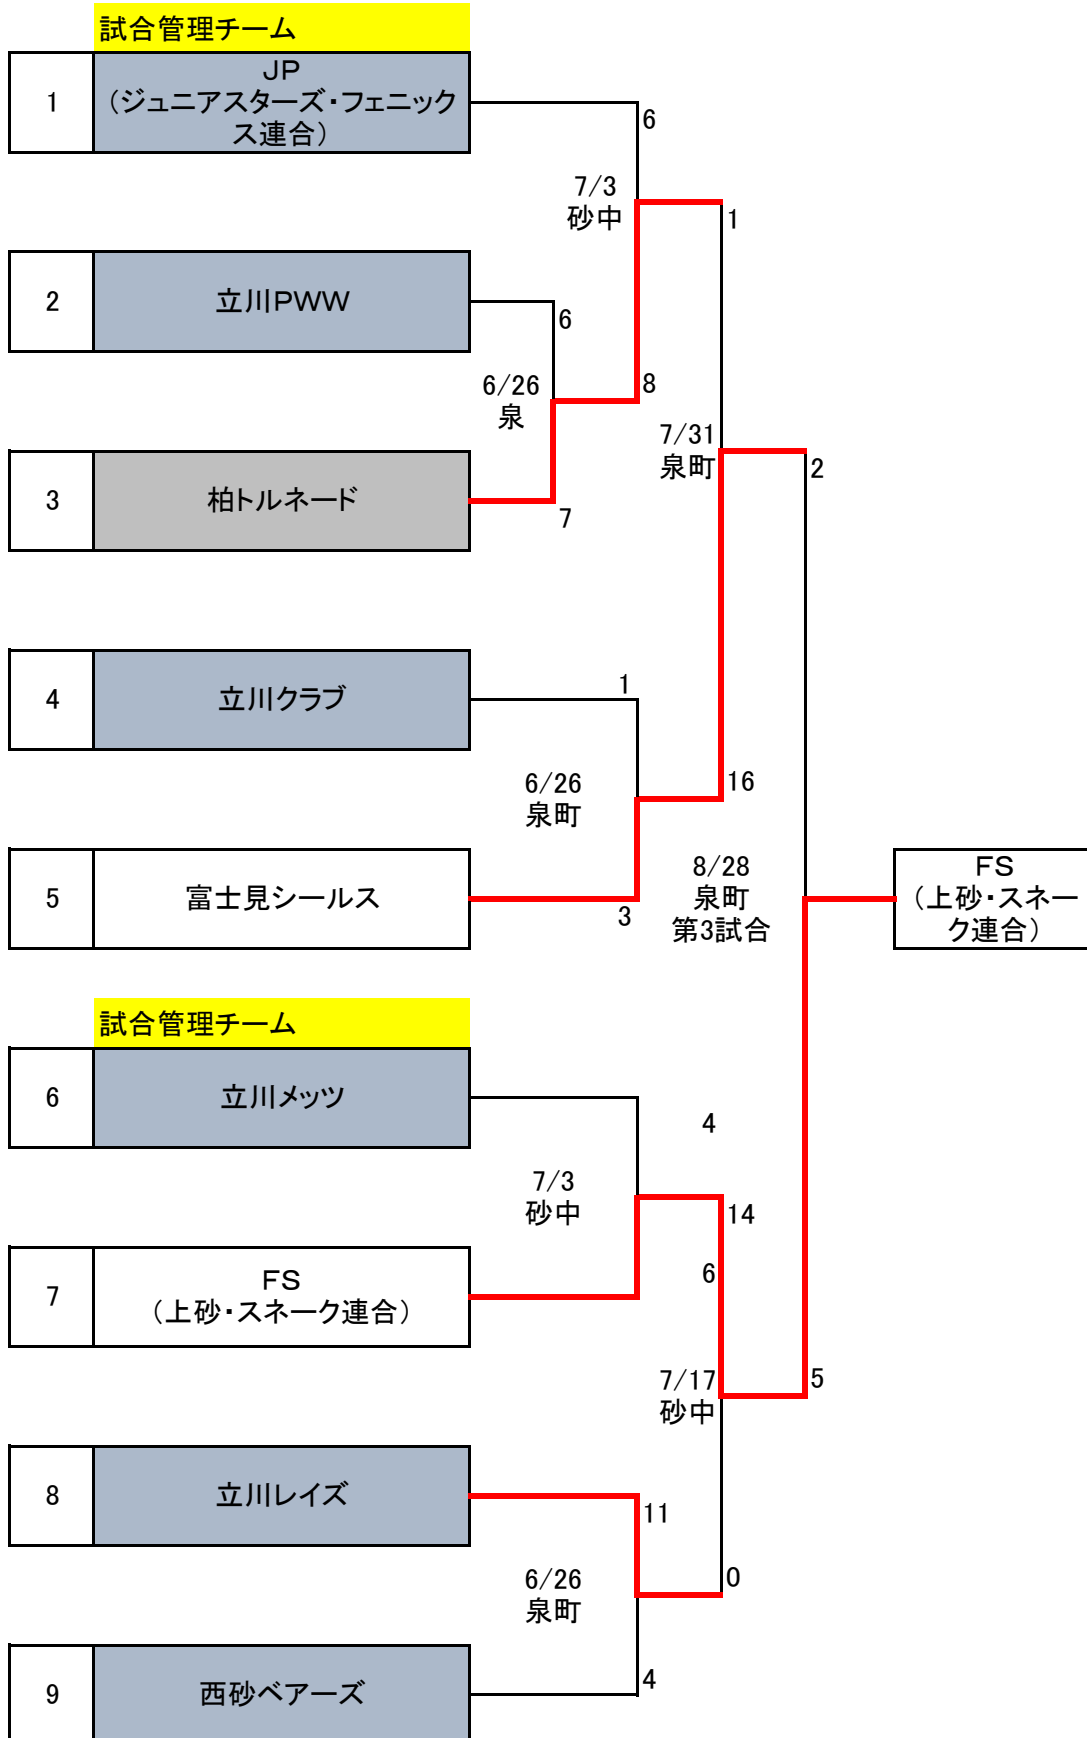 試合管理チーム
1
JP
（ジュニアスターズ・フェニック
ス連合）
6
7/3
砂中
1
2
立川PWW
6
6/26
泉
8
7/31
泉町
2
3
柏トルネード
7
4
立川クラブ
1
6/26
泉町
16
5
富士見シールス
3
8/28
泉町
第3試合
FS
（上砂・スネー
ク連合）
試合管理チーム
6
立川メッツ
4
7/3
砂中
14
7
FS
（上砂・スネーク連合）
6
7/17
砂中
5
8
立川レイズ
11
6/26
泉町
0
9
西砂ベアーズ
4